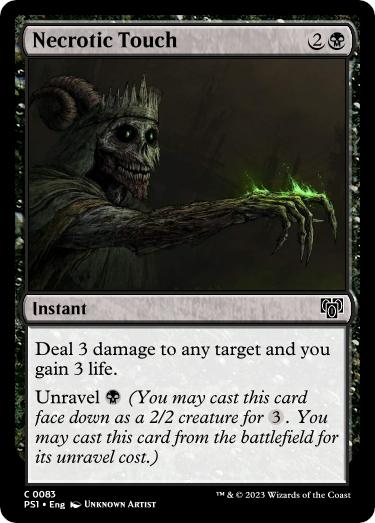 Necrotic Touch 2
Instant
Deal 3 damage to any target and you
gain 3 life.
Unravel (You may cast this card
face down as a 2/2 creature for 3. You
may cast this card from the battlefield for
its unravel cost.)
C 0083
PS1 • Eng Unknown Artist
™ & © 2023 Wizards of the Coast